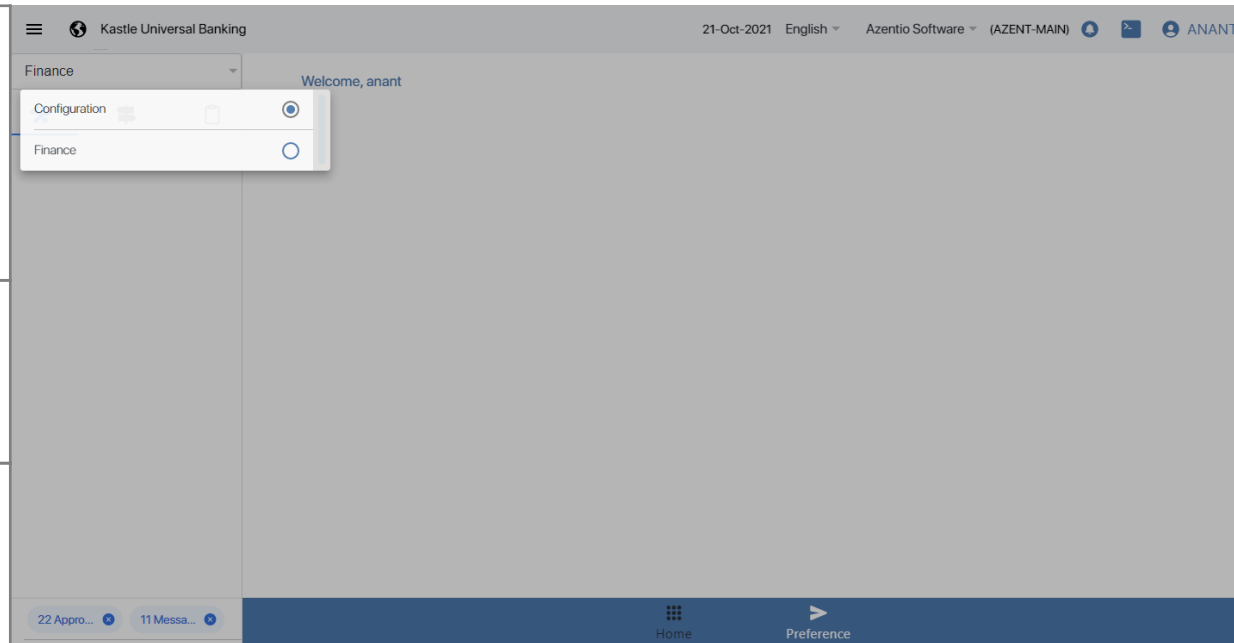 Kastle Universal Banking
21-Oct-2021 English Azentio Software (AZENT-MAIN) ANANT
Finance
Welcome, anant
Configuration
Finance
22 Appro... 11 Messa...
Home Preference